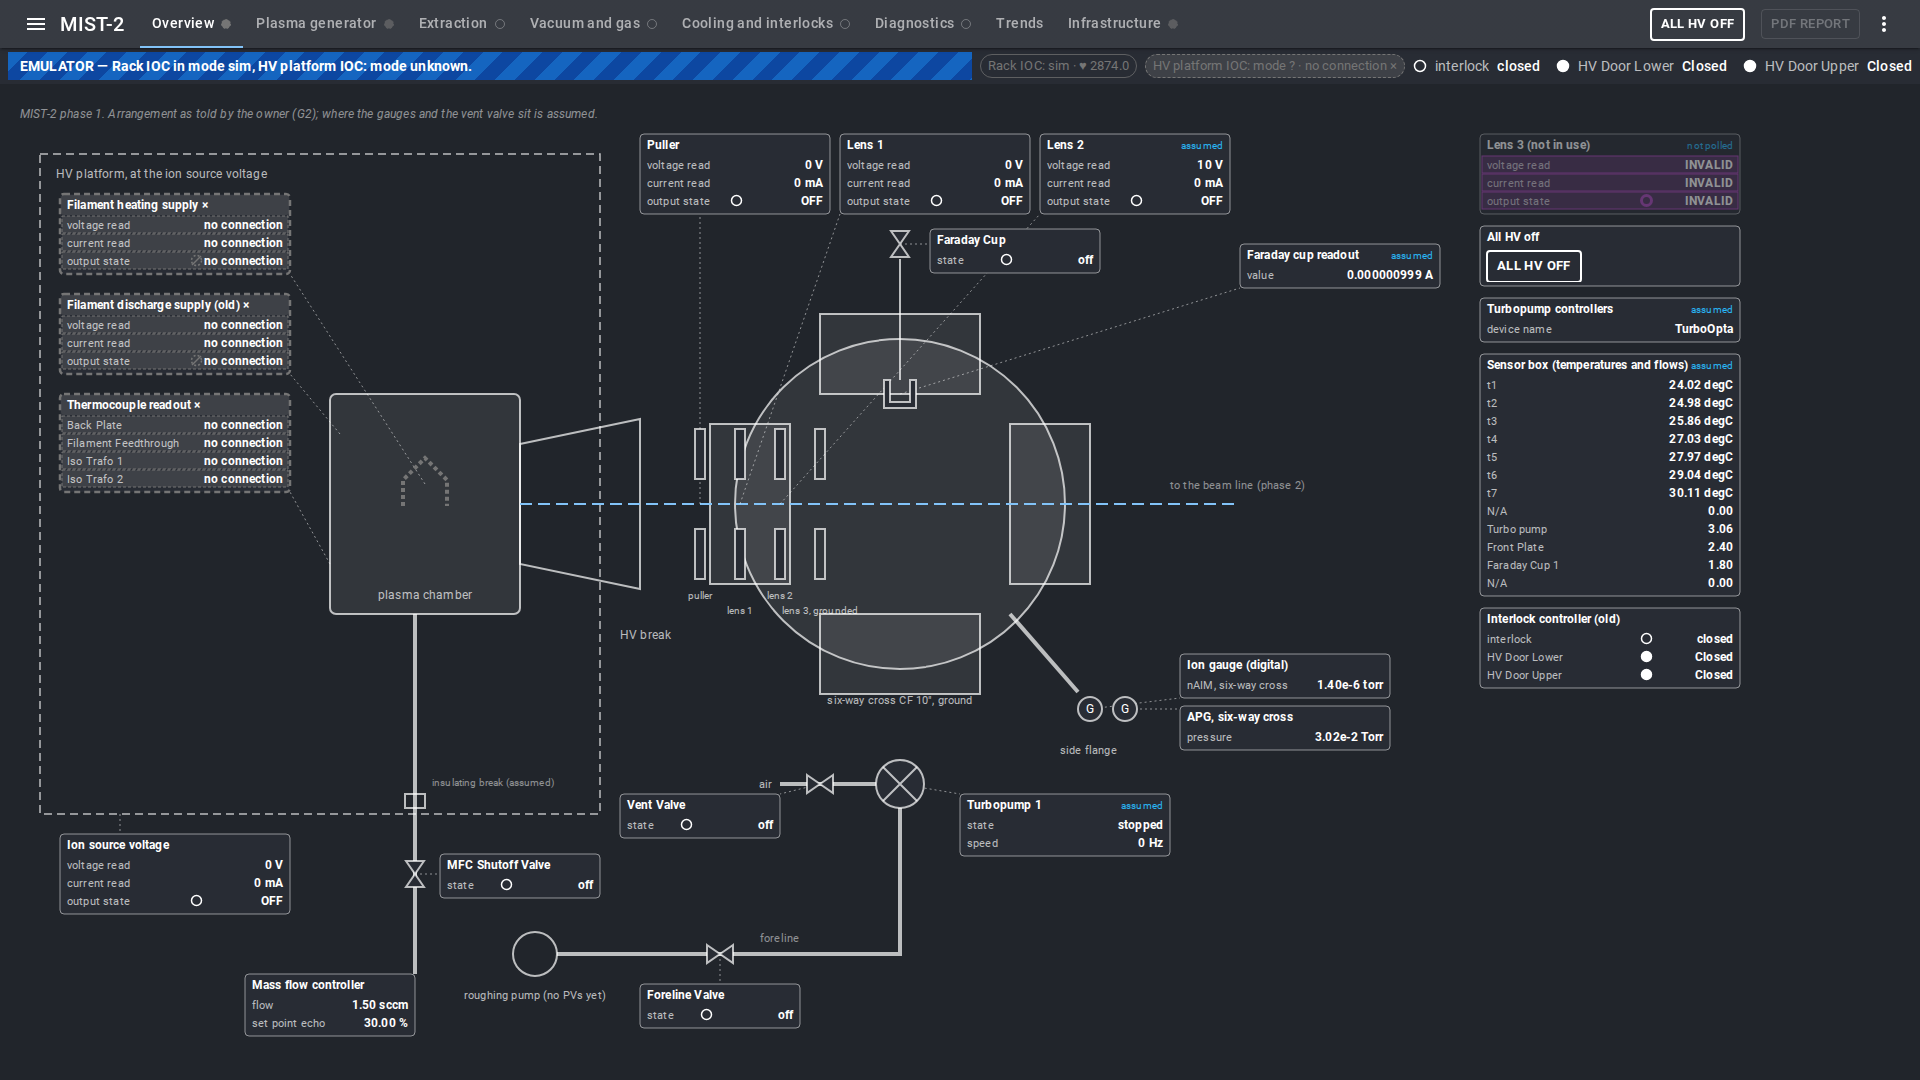 MIST-2
Overview
Plasma generator
Extraction
Vacuum and gas
Cooling and interlocks
Diagnostics
Trends
Infrastructure
ALL HV OFF
PDF REPORT
EMULATOR — Rack IOC in mode sim, HV platform IOC: mode unknown.
Rack IOC: sim · ♥ 2874.0
HV platform IOC: mode ? · no connection ×
interlock closed
HV Door Lower Closed
HV Door Upper Closed
MIST-2 phase 1. Arrangement as told by the owner (G2); where the gauges and the vent valve sit is assumed.
HV platform, at the ion source voltage
Filament heating supply ×
voltage read no connection
current read no connection
output state no connection
Filament discharge supply (old) ×
voltage read no connection
current read no connection
output state no connection
Thermocouple readout ×
Back Plate no connection
Filament Feedthrough no connection
Iso Trafo 1 no connection
Iso Trafo 2 no connection
plasma chamber
Puller
voltage read 0 V
current read 0 mA
output state OFF
Lens 1
voltage read 0 V
current read 0 mA
output state OFF
Lens 2 assumed
voltage read 10 V
current read 0 mA
output state OFF
Faraday Cup
state off
Faraday cup readout assumed
value 0.000000999 A
to the beam line (phase 2)
puller
lens 1
lens 2
lens 3, grounded
HV break
six-way cross CF 10", ground
Ion gauge (digital)
nAIM, six-way cross 1.40e-6 torr
G
G
APG, six-way cross
pressure 3.02e-2 Torr
side flange
insulating break (assumed)
air
Vent Valve
state off
Turbopump 1 assumed
state stopped
speed 0 Hz
Ion source voltage
voltage read 0 V
current read 0 mA
output state OFF
MFC Shutoff Valve
state off
foreline
roughing pump (no PVs yet)
Foreline Valve
state off
Mass flow controller
flow 1.50 sccm
set point echo 30.00 %
Lens 3 (not in use) not polled
voltage read INVALID
current read INVALID
output state INVALID
All HV off
ALL HV OFF
Turbopump controllers assumed
device name TurboOpta
Sensor box (temperatures and flows) assumed
t1 24.02 degC
t2 24.98 degC
t3 25.86 degC
t4 27.03 degC
t5 27.97 degC
t6 29.04 degC
t7 30.11 degC
N/A 0.00
Turbo pump 3.06
Front Plate 2.40
Faraday Cup 1 1.80
N/A 0.00
Interlock controller (old)
interlock closed
HV Door Lower Closed
HV Door Upper Closed